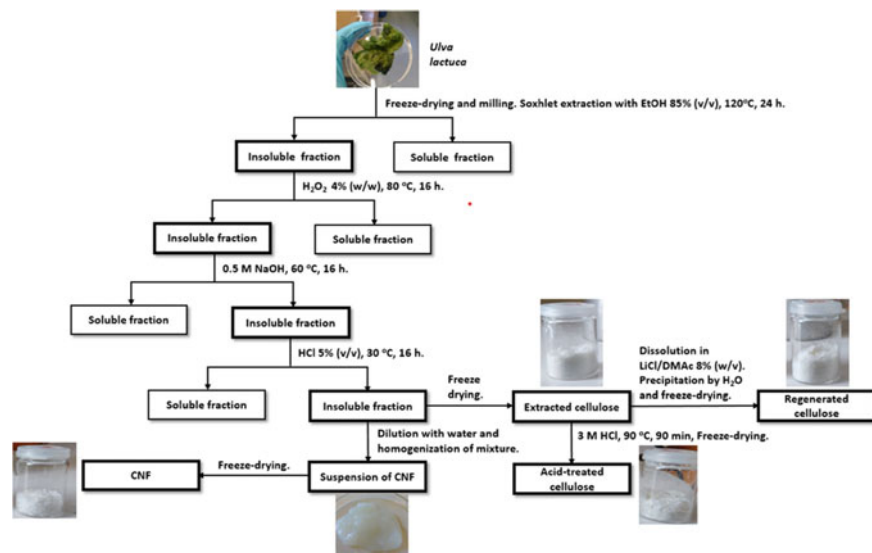 Ulva
lactuca
Freeze-drying and milling. Soxhlet extraction with EtOH 85% (v/v), 120°C, 24 h.
Insoluble fraction
Soluble fraction
H₂O₂ 4% (w/w), 80 °C, 16 h.
Insoluble fraction
Soluble fraction
0.5 M NaOH, 60 °C, 16 h.
Soluble fraction
Insoluble fraction
HCl 5% (v/v), 30 °C, 16 h.
Soluble fraction
Insoluble fraction
Freeze
drying.
Extracted cellulose
Dissolution in
LiCl/DMAc 8% (w/v).
Precipitation by H₂O
and freeze-drying.
Regenerated
cellulose
Dilution with water and
homogenization of mixture.
3 M HCl, 90 °C, 90 min, Freeze-drying.
CNF
Freeze-drying.
Suspension of CNF
Acid-treated
cellulose